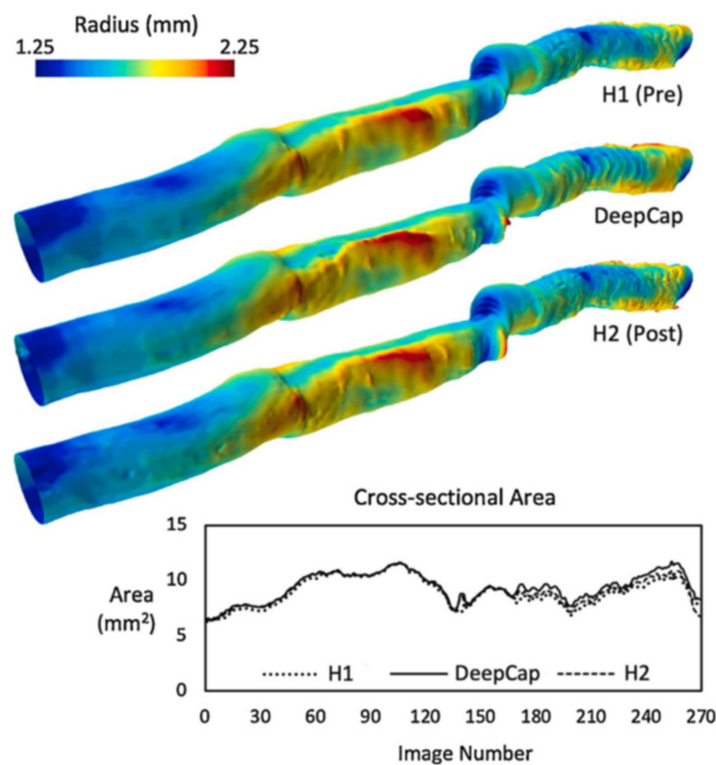 Radius (mm)
1.25 2.25
H1 (Pre)
DeepCap
H2 (Post)
Cross-sectional Area
15
10
5
0
Area
(mm²)
H1 DeepCap H2
0 30 60 90 120 150 180 210 240 270
Image Number